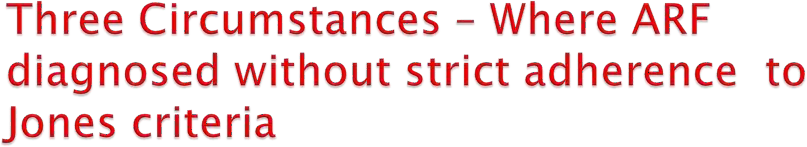 Three Circumstances – Where ARF
diagnosed without strict adherence  to
Jones criteria